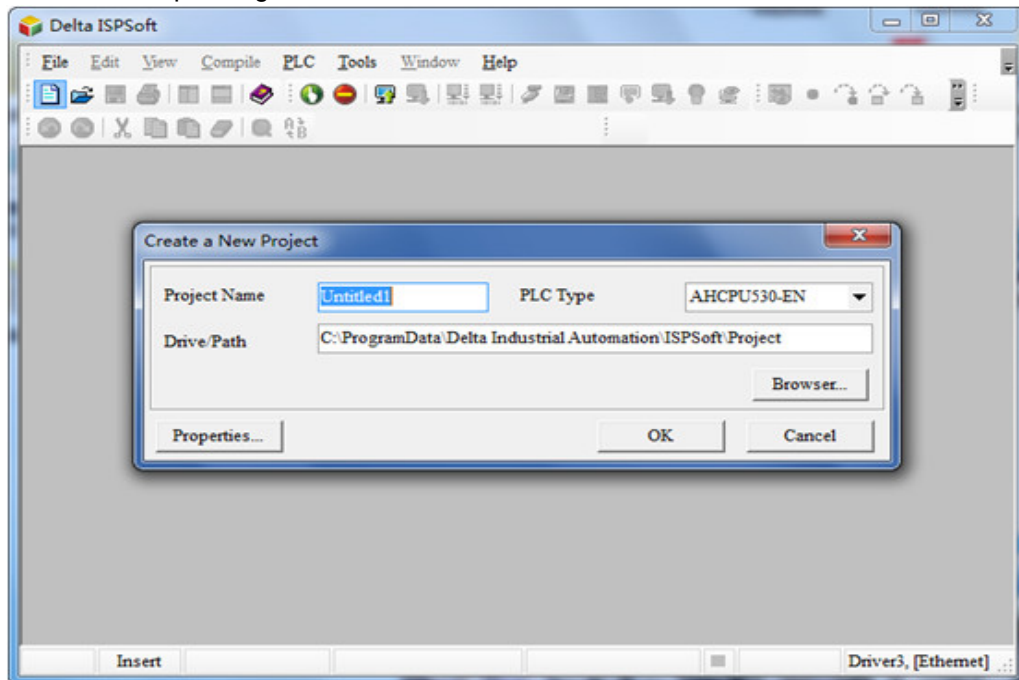 Delta ISPSoft
File Edit View Compile PLC Tools Window Help
Create a New Project
Project Name Untitled1 PLC Type AHCPU530-EN
Drive/Path C:\ProgramData\Delta Industrial Automation\ISPSoft\Project
Browser...
Properties... OK Cancel
Insert Driver3, [Ethernet]